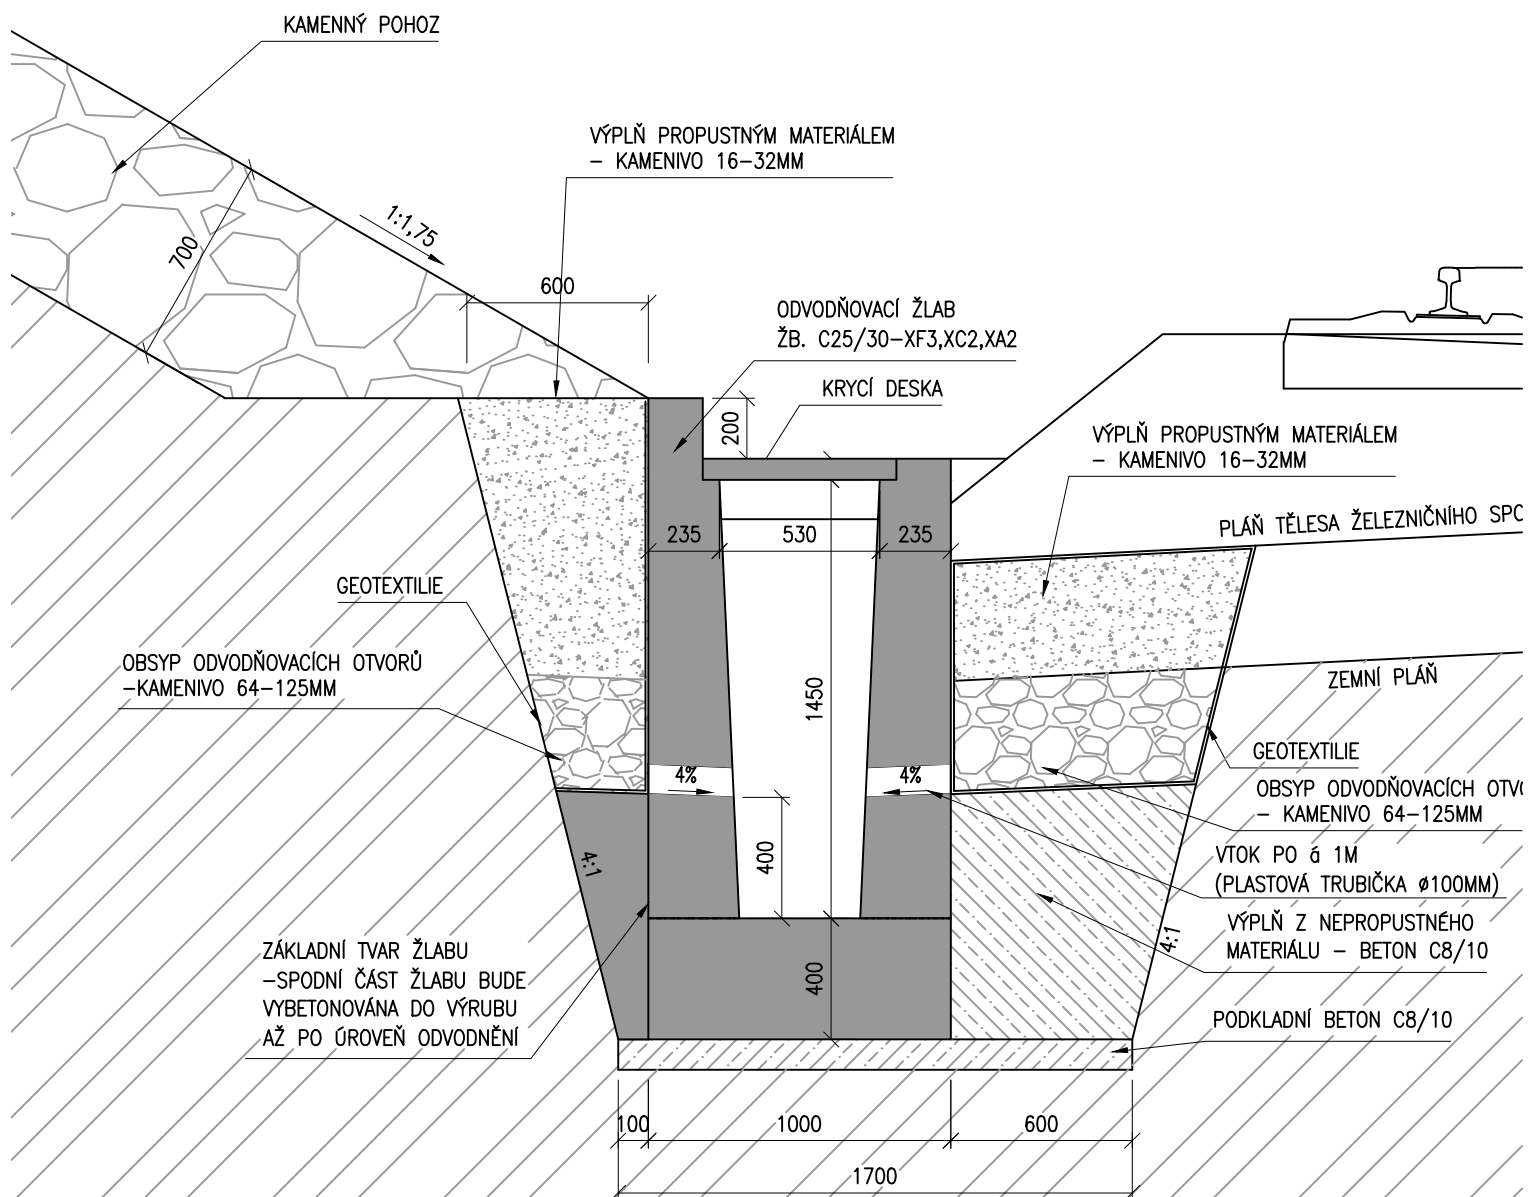 KAMENNÝ POHOZ
VÝPLŇ PROPUSTNÝM MATERIÁLEM
- KAMENIVO 16-32MM
1:1,75
700
600
ODVODŇOVACÍ ŽLAB
ŽB. C25/30-XF3,XC2,XA2
KRYCÍ DESKA
200
VÝPLŇ PROPUSTNÝM MATERIÁLEM
- KAMENIVO 16-32MM
235
530
235
PLÁŇ TĚLESA ŽELEZNIČNÍHO SPO
GEOTEXTILIE
OBSYP ODVODŇOVACÍCH OTVORŮ
-KAMENIVO 64-125MM
1450
ZEMNÍ PLÁŇ
GEOTEXTILIE
4%
4%
OBSYP ODVODŇOVACÍCH OTVO
- KAMENIVO 64-125MM
400
4:1
VTOK PO á 1M
(PLASTOVÁ TRUBIČKA ø100MM)
VÝPLŇ Z NEPROPUSTNÉHO
MATERIÁLU - BETON C8/10
4:1
ZÁKLADNÍ TVAR ŽLABU
-SPODNÍ ČÁST ŽLABU BUDE
VYBETONOVÁNA DO VÝRUBU
AŽ PO ÚROVEŇ ODVODNĚNÍ
400
PODKLADNÍ BETON C8/10
100
1000
600
1700